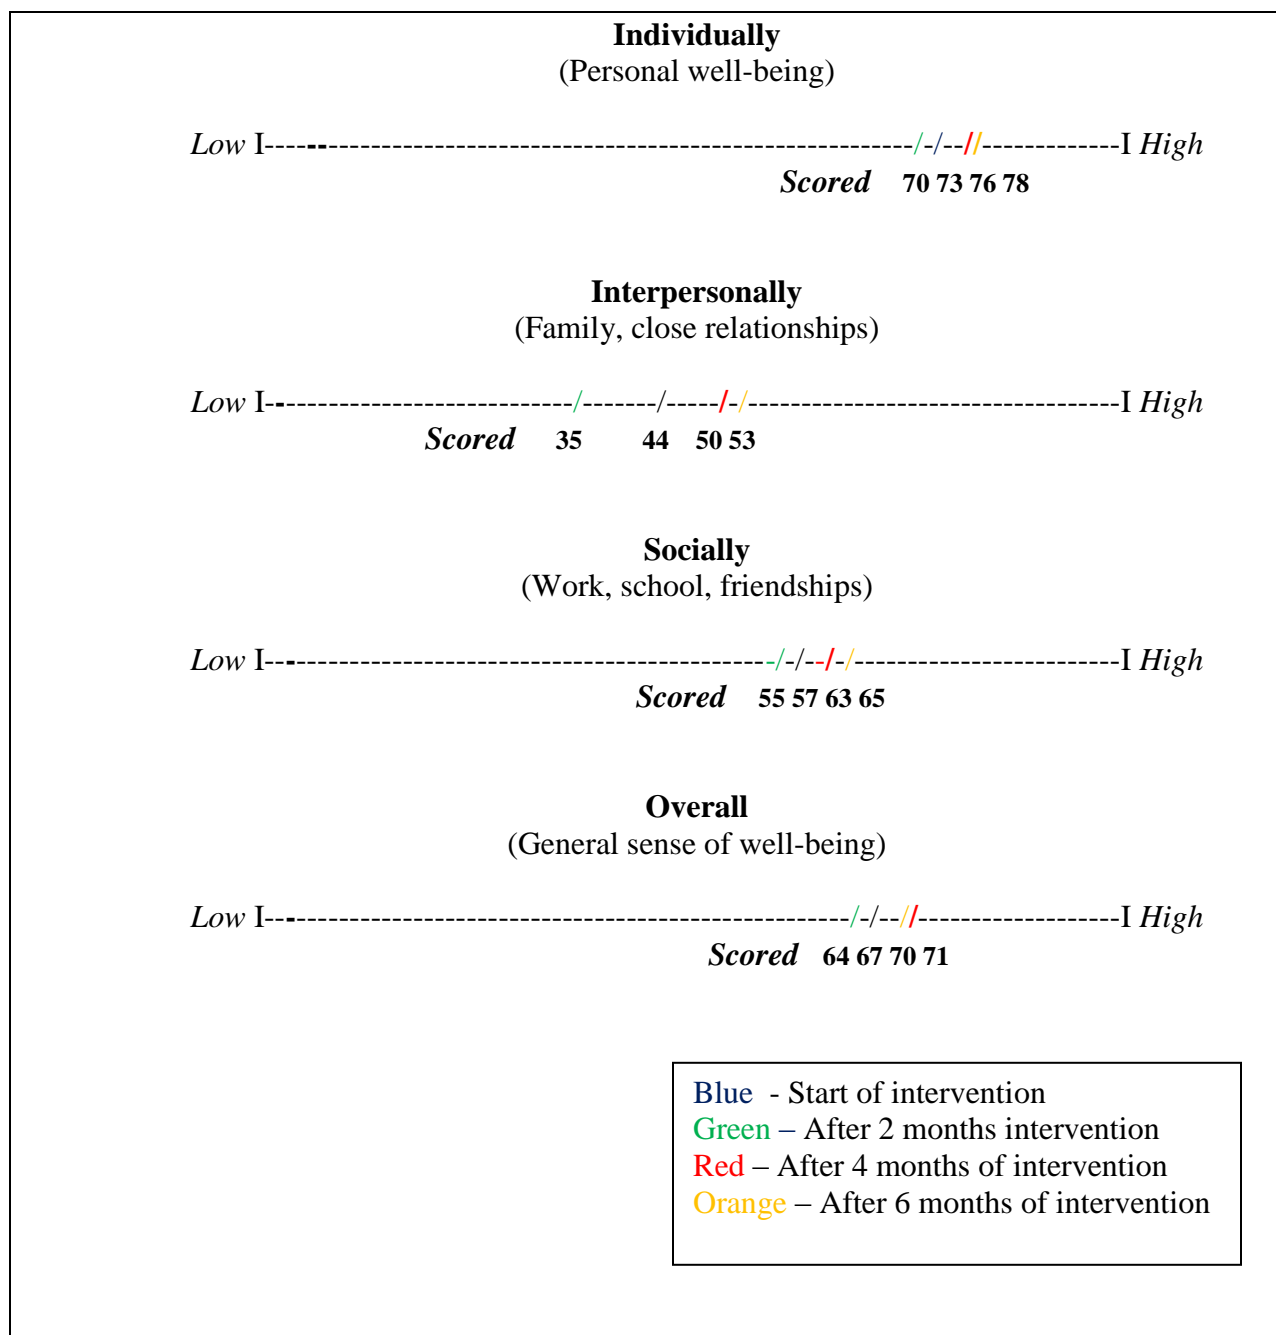 Individually
(Personal well-being)
Low I-------------------------------------------------------------/-/--//-------------I High
Scored 70 73 76 78
Interpersonally
(Family, close relationships)
Low I-----------------------------/--------/-----/-/-----------------------------------I High
Scored 35 44 50 53
Socially
(Work, school, friendships)
Low I------------------------------------------------/-/--/-/-------------------------I High
Scored 55 57 63 65
Overall
(General sense of well-being)
Low I-------------------------------------------------------/-/--//-------------------I High
Scored 64 67 70 71
Blue - Start of intervention
Green – After 2 months intervention
Red – After 4 months of intervention
Orange – After 6 months of intervention